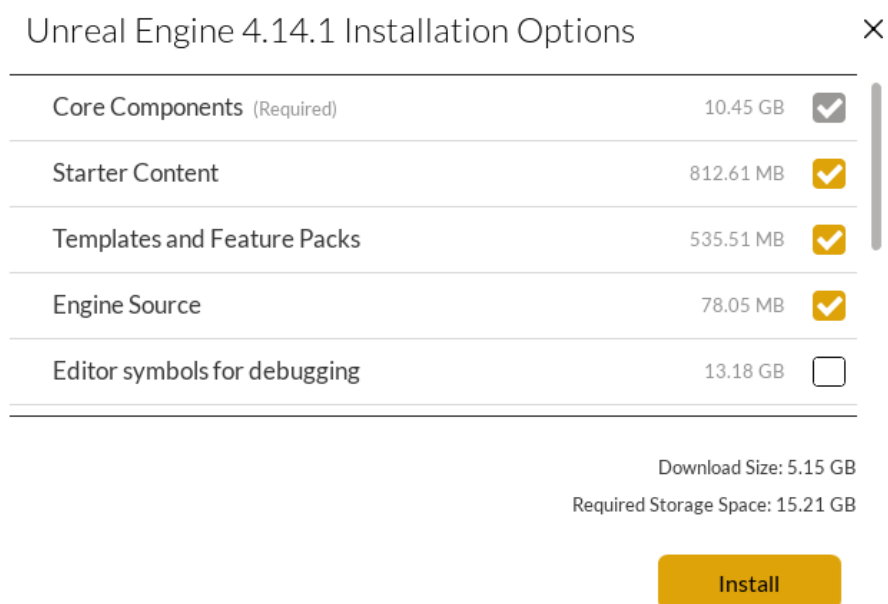 Unreal Engine 4.14.1 Installation Options
Core Components (Required) 10.45 GB
Starter Content 812.61 MB
Templates and Feature Packs 535.51 MB
Engine Source 78.05 MB
Editor symbols for debugging 13.18 GB
Download Size: 5.15 GB
Required Storage Space: 15.21 GB
Install